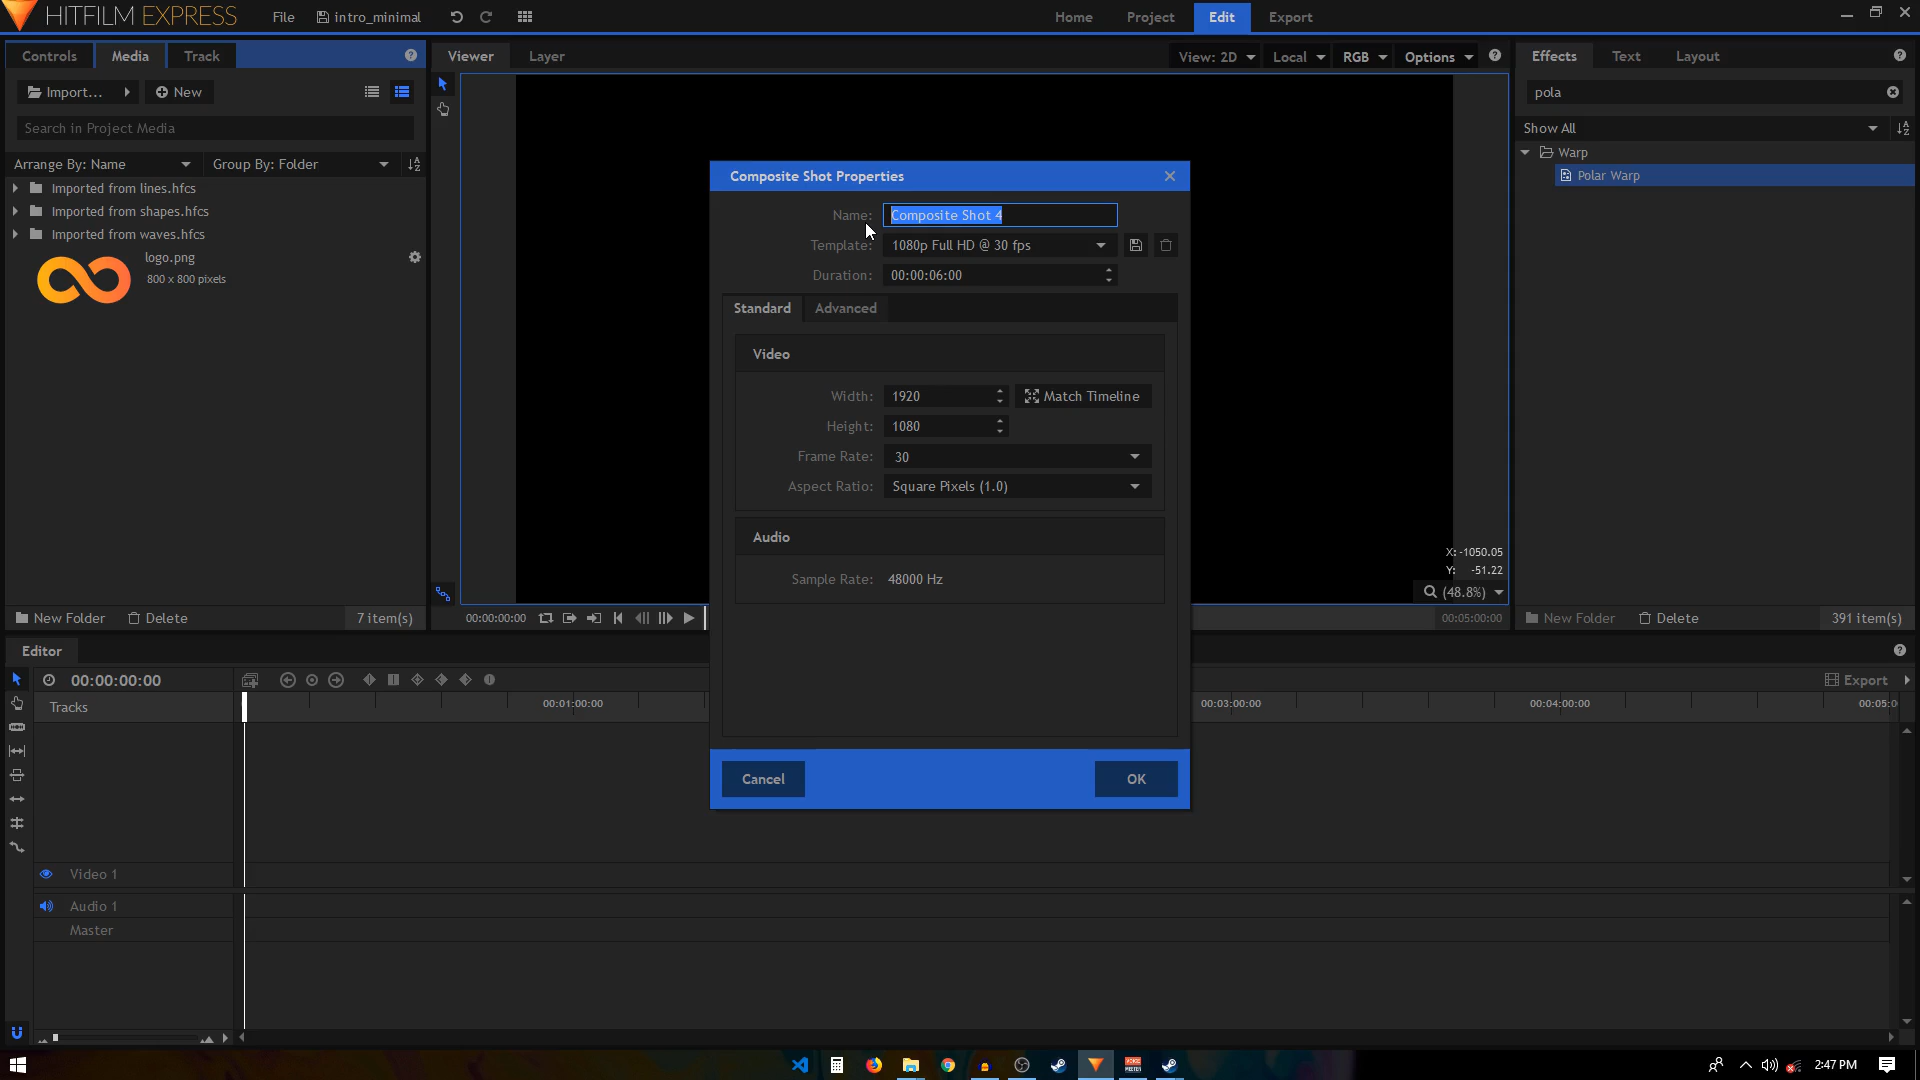 HITFILM EXPRESS
File
intro_minimal
Home
Project
Edit
Export
Controls
Media
Track
Viewer
Layer
View: 2D
Local
RGB
Options
Effects
Text
Layout
Import...
New
pola
Search in Project Media
Show All
Arrange By: Name
Group By: Folder
Warp
Polar Warp
Imported from lines.hfcs
Imported from shapes.hfcs
Imported from waves.hfcs
logo.png
800 x 800 pixels
Composite Shot Properties
Name:
Composite Shot 4
Template:
1080p Full HD @ 30 fps
Duration:
00:00:06:00
Standard
Advanced
Video
Width:
1920
Match Timeline
Height:
1080
Frame Rate:
30
Aspect Ratio:
Square Pixels (1.0)
Audio
Sample Rate:
48000 Hz
Cancel
OK
X: -1050.05
Y: -51.22
(48.8%)
New Folder
Delete
7 item(s)
00:00:00:00
00:05:00:00
New Folder
Delete
391 item(s)
Editor
00:00:00:00
Export
Tracks
00:01:00:00
00:03:00:00
00:04:00:00
00:05:0
Video 1
Audio 1
Master
2:47 PM